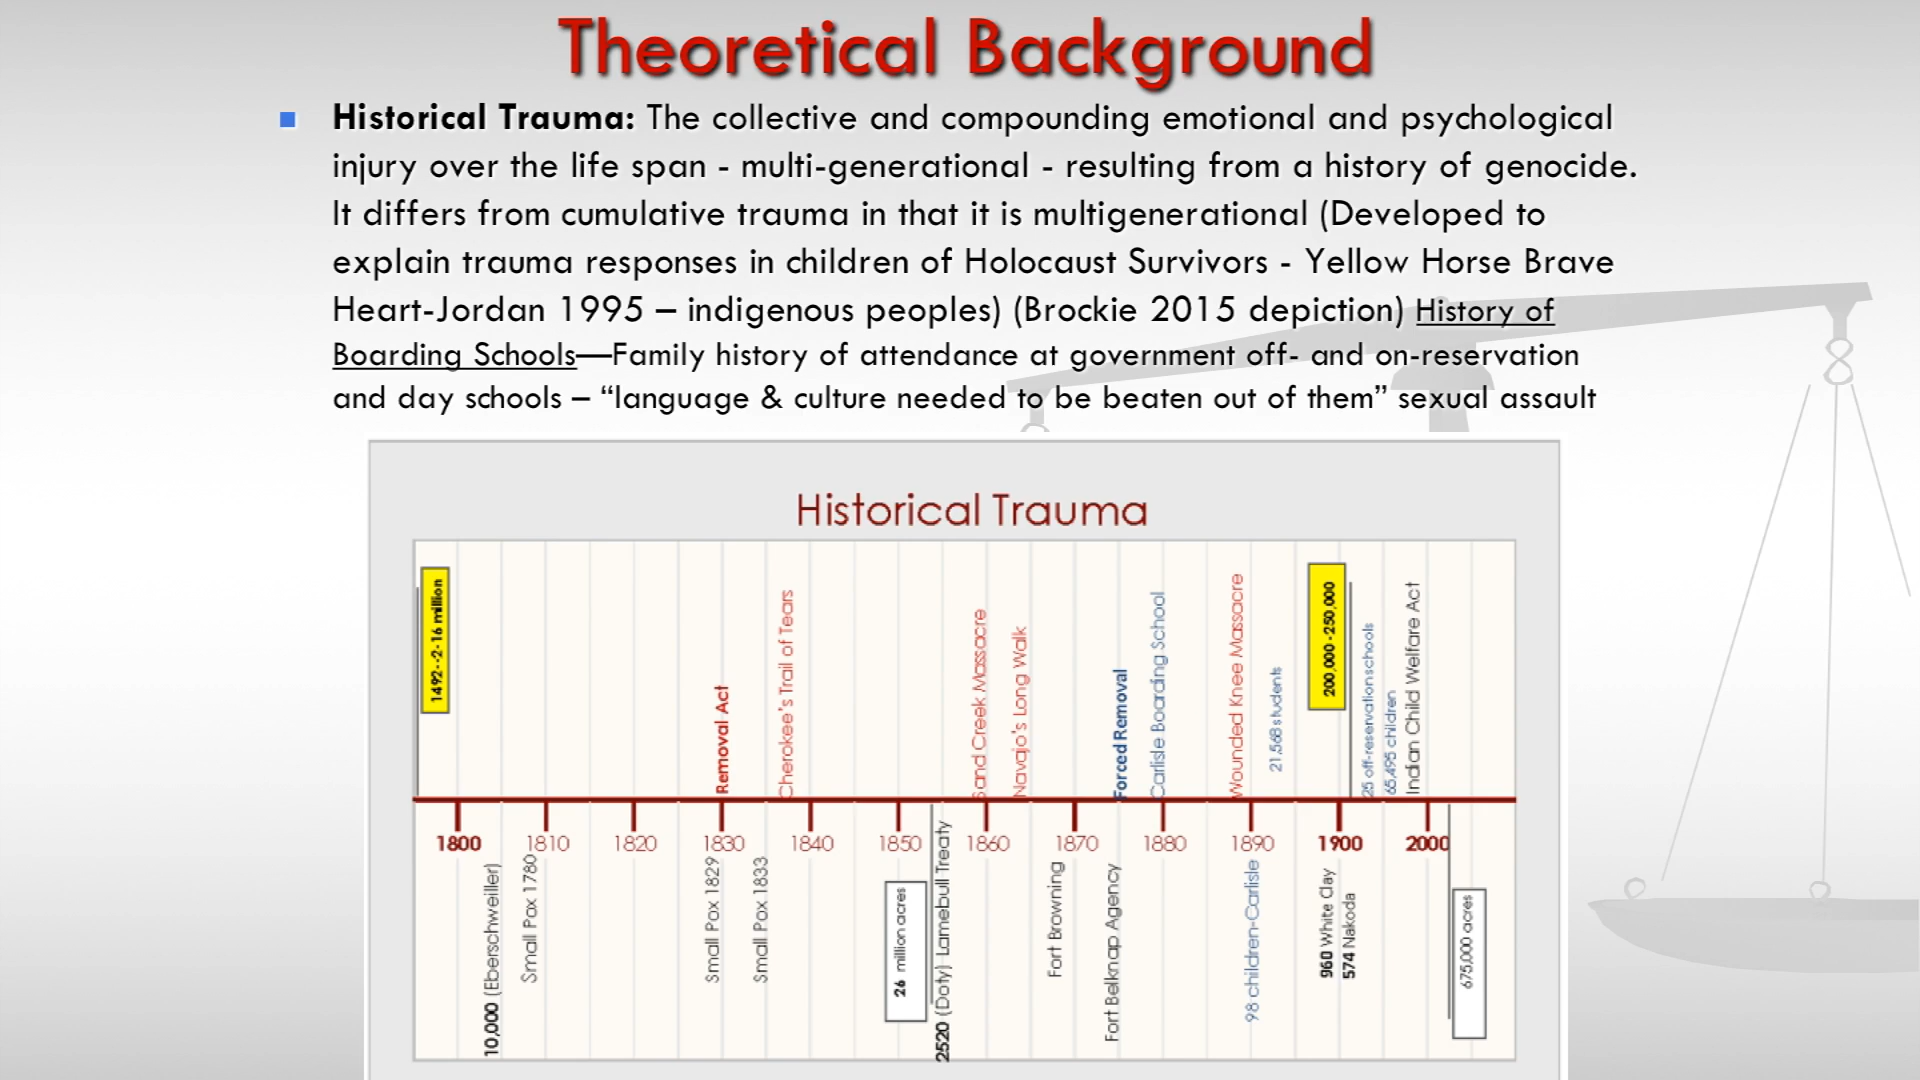 Theoretical Background
Historical Trauma: The collective and compounding emotional and psychological
injury over the life span - multi-generational - resulting from a history of genocide.
It differs from cumulative trauma in that it is multigenerational (Developed to
explain trauma responses in children of Holocaust Survivors - Yellow Horse Brave
Heart-Jordan 1995 – indigenous peoples) (Brockie 2015 depiction) History of
Boarding Schools—Family history of attendance at government off- and on-reservation
and day schools – “language & culture needed to be beaten out of them” sexual assault
Historical Trauma
1492--2-16 million
Removal Act
Cherokee's Trail of Tears
Sand Creek Massacre
Navajo's Long Walk
Forced Removal
Carlisle Boarding School
Wounded Knee Massacre
21,568 students
200,000 -250,000
25 off-reservation schools
65,495 children
Indian Child Welfare Act
1800 1810 1820 1830 1840 1850 1860 1870 1880 1890 1900 2000
10,000 (Eberschweiller)
Small Pox 1780
Small Pox 1829
Small Pox 1833
26 million acres
2520 (Doty) Lamebull Treaty
Fort Browning
Fort Belknap Agency
98 children-Carlisle
960 White Clay
574 Nakoda
675,000 acres